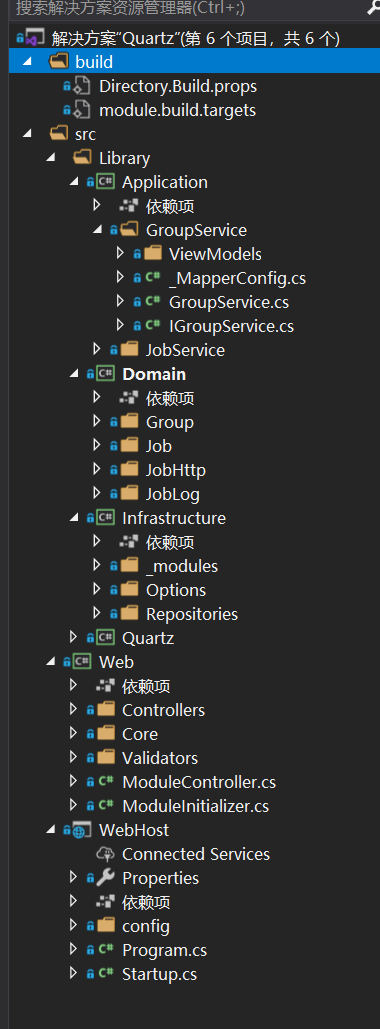 搜索解决方案资源管理器(Ctrl+;)
解决方案“Quartz”(第 6 个项目，共 6 个)
build
Directory.Build.props
module.build.targets
src
Library
Application
依赖项
GroupService
ViewModels
_MapperConfig.cs
GroupService.cs
IGroupService.cs
JobService
Domain
依赖项
Group
Job
JobHttp
JobLog
Infrastructure
依赖项
_modules
Options
Repositories
Quartz
Web
依赖项
Controllers
Core
Validators
ModuleController.cs
ModuleInitializer.cs
WebHost
Connected Services
Properties
依赖项
config
Program.cs
Startup.cs